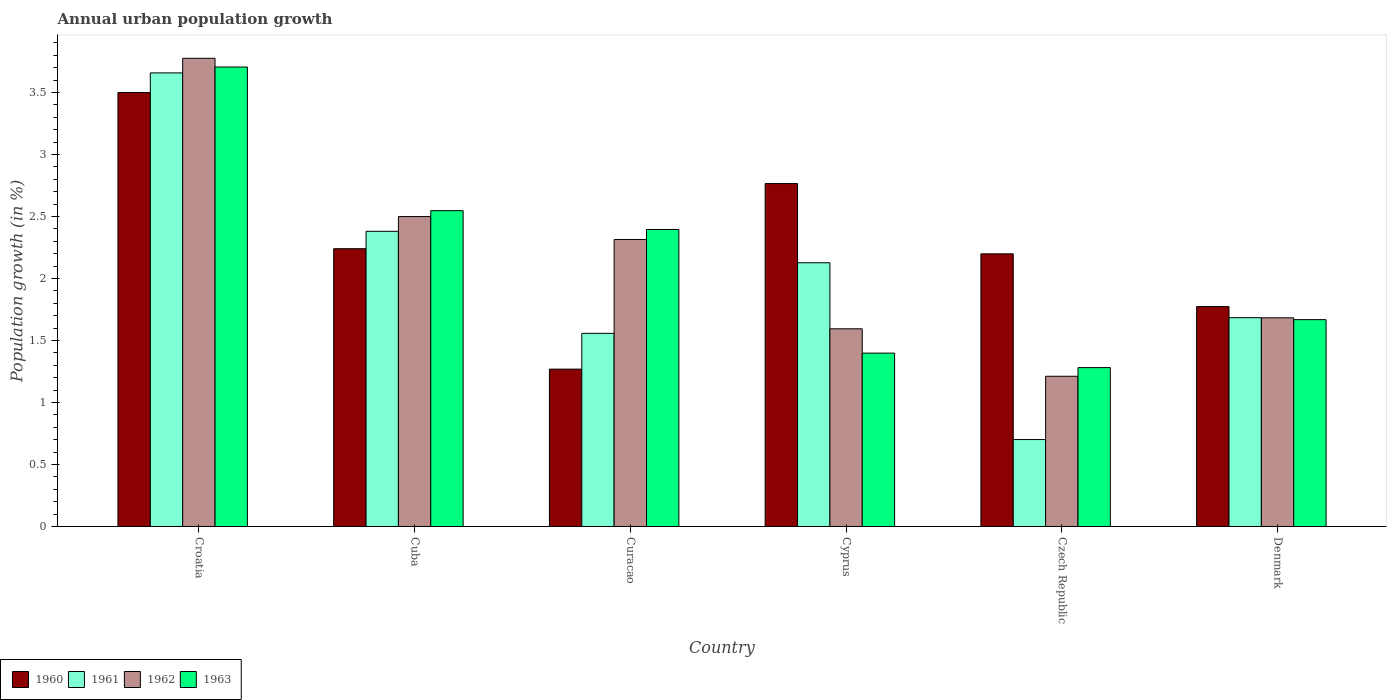 Annual urban population growth
Population growth (in %)
3.5
3
2.5
2
1.5
1
0.5
0
Croatia
Cuba
Curacao
Cyprus
Czech Republic
Denmark
Country
1960
1961
1962
1963